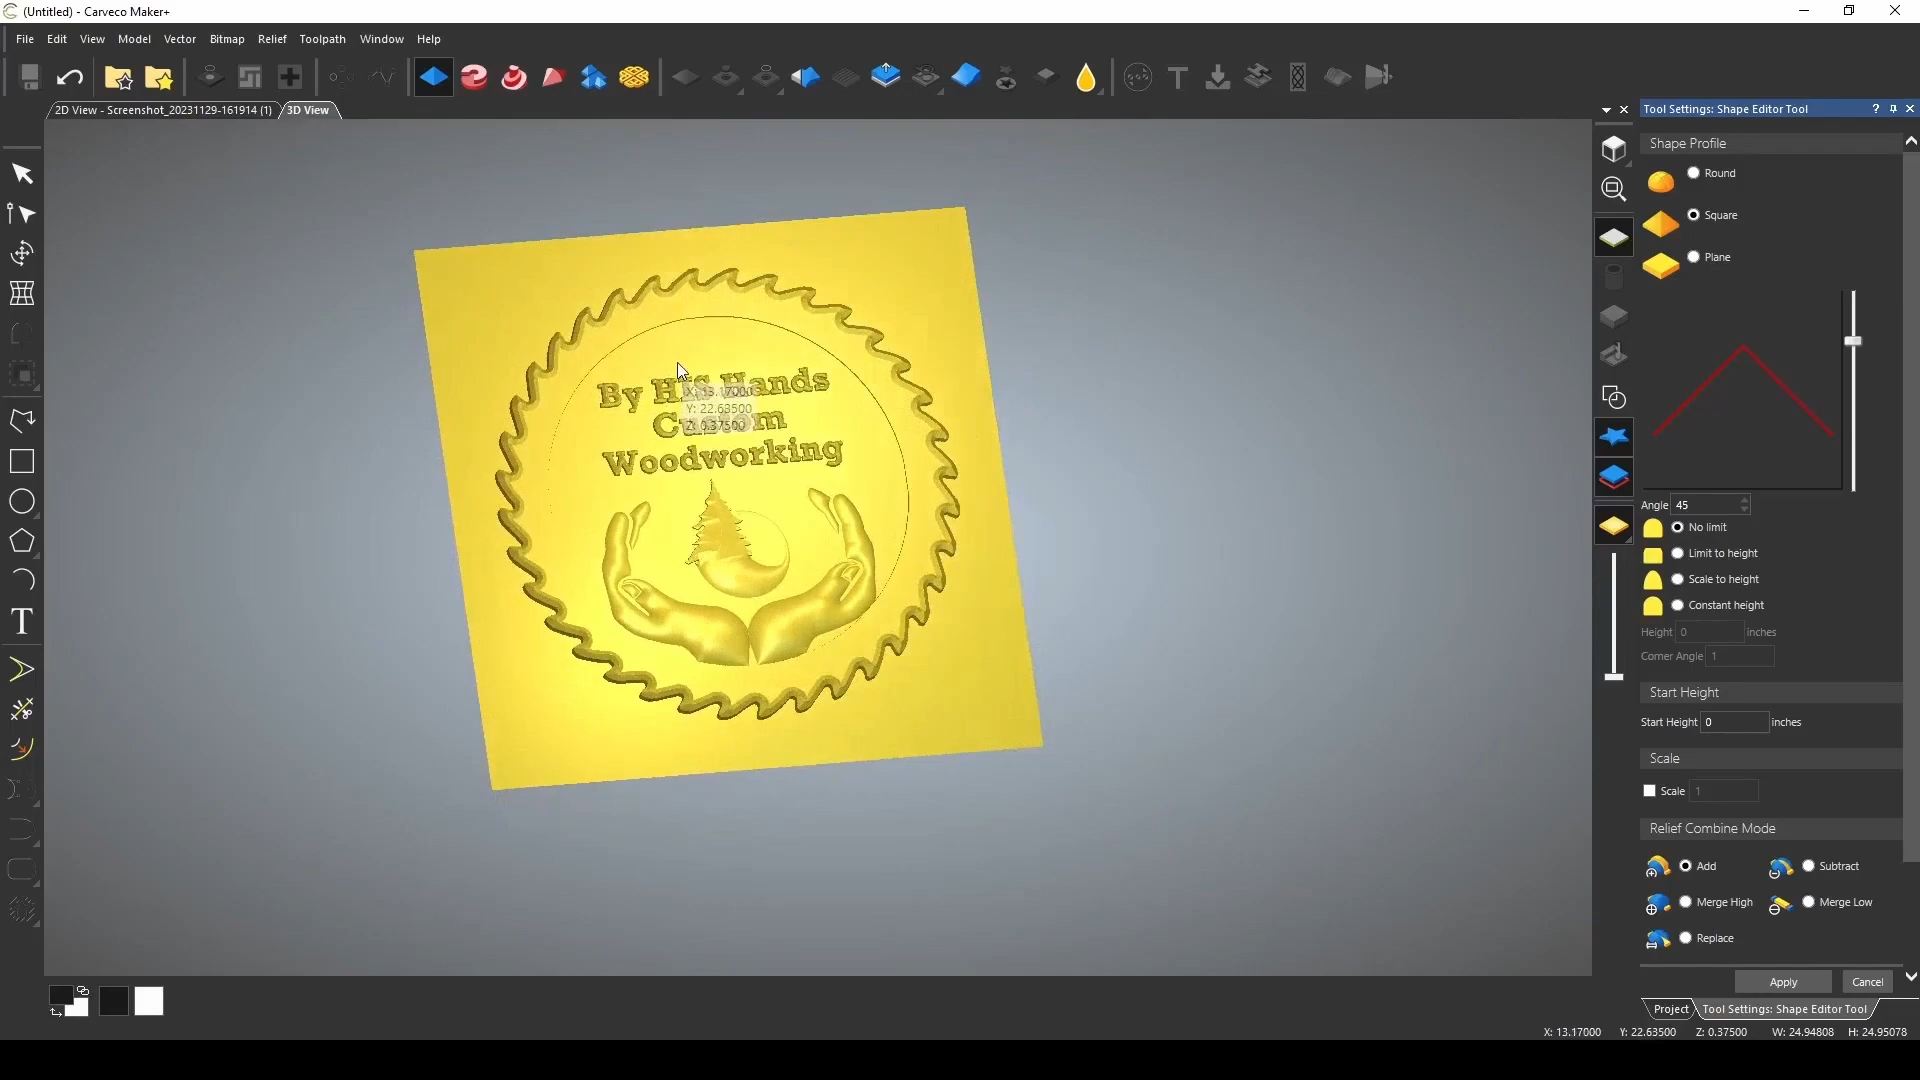 (Untitled) - Carveco Maker+
File Edit View Model Vector Bitmap Relief Toolpath Window Help
2D View - Screenshot_20231129-161914 (1) 3D View
Tool Settings: Shape Editor Tool ?
Shape Profile
Round
Square
Plane
Angle 45
No limit
Limit to height
Scale to height
Constant height
Height 0 inches
Corner Angle 1
Start Height
Start Height 0 inches
Scale
Scale 1
Relief Combine Mode
Add Subtract
Merge High Merge Low
Replace
Apply Cancel
Project Tool Settings: Shape Editor Tool
By His Hands
Custom
Woodworking
X: 13.17000
Y: 22.63500
Z: 0.37500
T
X: 13.17000 Y: 22.63500 Z: 0.37500 W: 24.94808 H: 24.95078